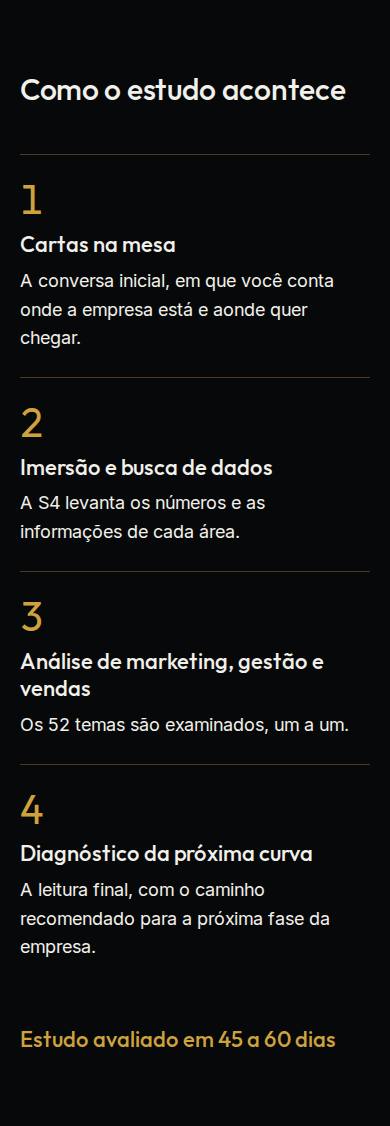 Como o estudo acontece
1
Cartas na mesa
A conversa inicial, em que você conta
onde a empresa está e aonde quer
chegar.
2
Imersão e busca de dados
A S4 levanta os números e as
informações de cada área.
3
Análise de marketing, gestão e
vendas
Os 52 temas são examinados, um a um.
4
Diagnóstico da próxima curva
A leitura final, com o caminho
recomendado para a próxima fase da
empresa.
Estudo avaliado em 45 a 60 dias